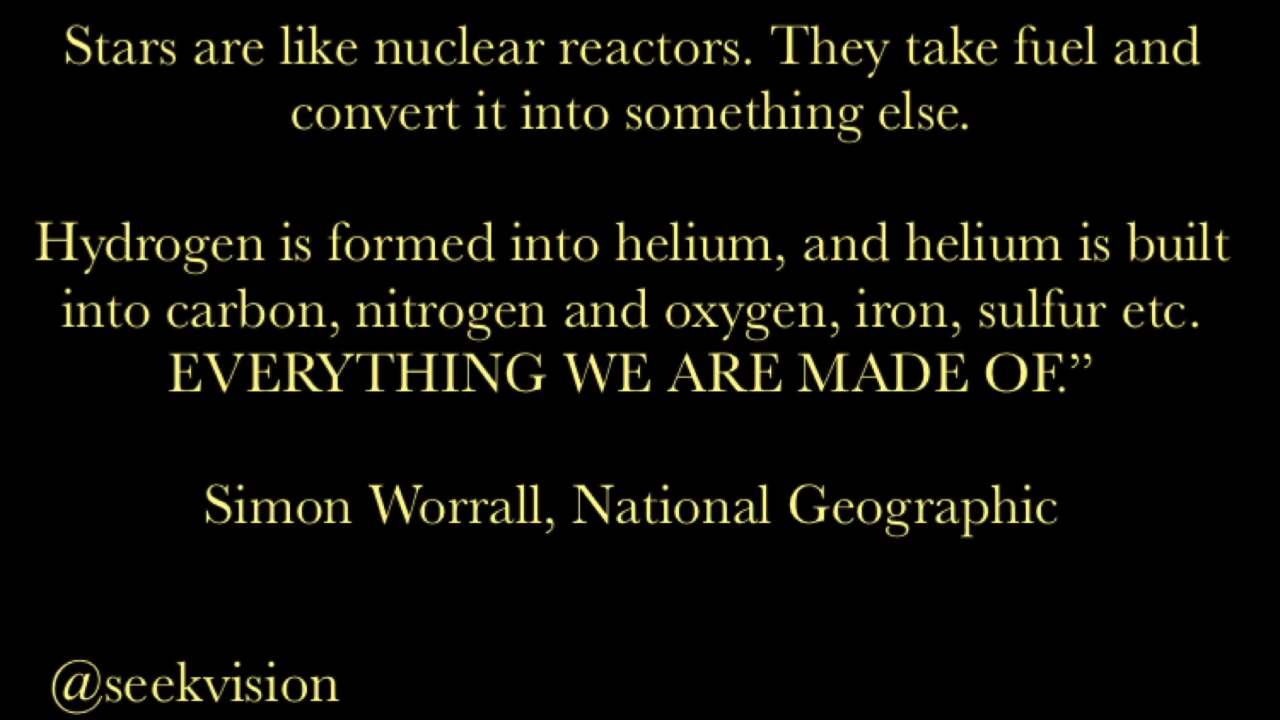 Stars are like nuclear reactors. They take fuel and
convert it into something else.
Hydrogen is formed into helium, and helium is built
into carbon, nitrogen and oxygen, iron, sulfur etc.
EVERYTHING WE ARE MADE OF.”
Simon Worrall, National Geographic
@seekvision